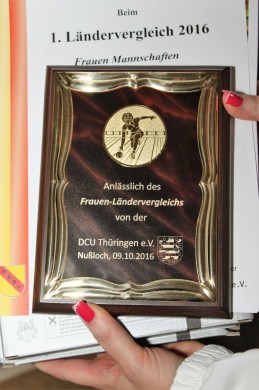 Beim
1. Ländervergleich 2016
Frauen Mannschaften
Anlässlich des
Frauen-Ländervergleichs
von der
DCU Thüringen e.V.
Nußloch, 09.10.2016
e.V.